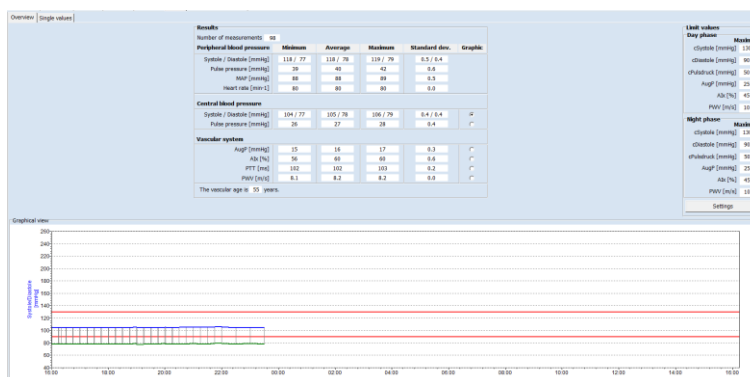 Overview Single values
Results
Number of measurements 98
Peripheral blood pressure Minimum Average Maximum Standard dev. Graphic
Systole / Diastole [mmHg] 118 / 77 118 / 78 119 / 79 0.5 / 0.4
Pulse pressure [mmHg] 39 40 42 0.6
MAP [mmHg] 88 88 89 0.5
Heart rate [min-1] 80 80 80 0.0
Central blood pressure
Systole / Diastole [mmHg] 104 / 77 105 / 78 106 / 79 0.4 / 0.4
Pulse pressure [mmHg] 26 27 28 0.4
Vascular system
AugP [mmHg] 15 16 17 0.3
AIx [%] 56 60 60 0.6
PTT [ms] 102 102 103 0.2
PWV [m/s] 8.1 8.2 8.2 0.0
The vascular age is 55 years.
Limit values
Day phase
Maxim
cSystole [mmHg] 130
cDiastole [mmHg] 90
cPulsdruck [mmHg] 50
AugP [mmHg] 25
AIx [%] 45
PWV [m/s] 10
Night phase
Maxim
cSystole [mmHg] 130
cDiastole [mmHg] 90
cPulsdruck [mmHg] 50
AugP [mmHg] 25
AIx [%] 45
PWV [m/s] 10
Settings
Graphical view
Systole/Diastole
[mmHg]
260
240
220
200
180
160
140
120
100
80
60
40
16:00 18:00 20:00 22:00 00:00 02:00 04:00 06:00 08:00 10:00 12:00 14:00 16:00